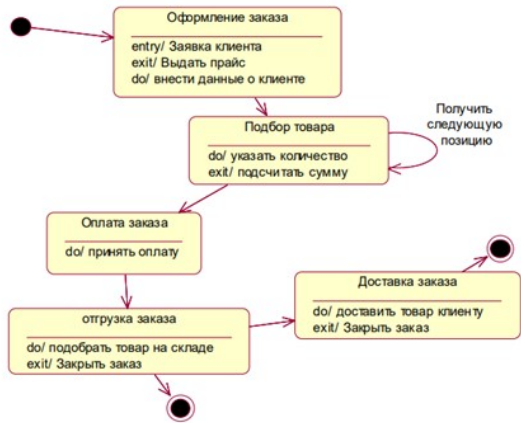 Оформление заказа
entry/ Заявка клиента
exit/ Выдать прайс
do/ внести данные о клиенте
Подбор товара
do/ указать количество
exit/ подсчитать сумму
Получить
следующую
позицию
Оплата заказа
do/ принять оплату
Доставка заказа
do/ доставить товар клиенту
exit/ Закрыть заказ
отгрузка заказа
do/ подобрать товар на складе
exit/ Закрыть заказ